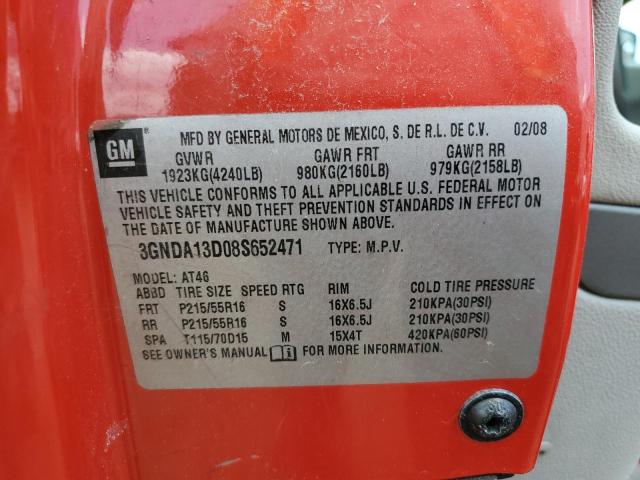 GM
MFD BY GENERAL MOTORS DE MEXICO, S. DE R.L. DE C.V. 02/08
GVWR GAWR FRT GAWR RR
1923KG(4240LB) 980KG(2160LB) 979KG(2158LB)
THIS VEHICLE CONFORMS TO ALL APPLICABLE U.S. FEDERAL MOTOR
VEHICLE SAFETY AND THEFT PREVENTION STANDARDS IN EFFECT ON
THE DATE OF MANUFACTURE SHOWN ABOVE.
3GNDA13D08S652471 TYPE: M.P.V.
MODEL: AT46
ABBD TIRE SIZE SPEED RTG RIM COLD TIRE PRESSURE
FRT P215/55R16 S 16X6.5J 210KPA(30PSI)
RR P215/55R16 S 16X6.5J 210KPA(30PSI)
SPA T115/70D15 M 15X4T 420KPA(60PSI)
SEE OWNER'S MANUAL FOR MORE INFORMATION.